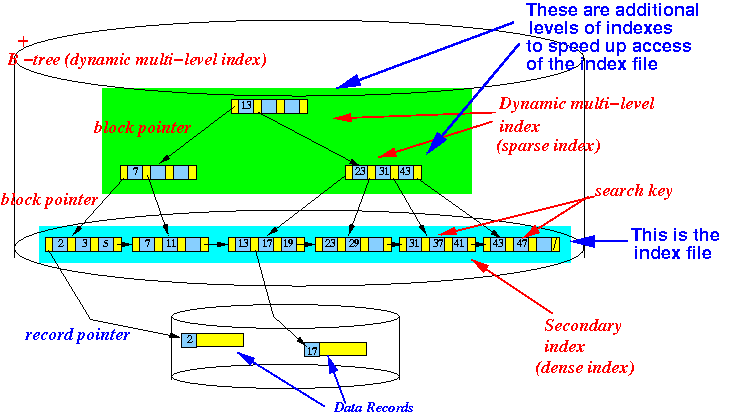 These are additional
levels of indexes
to speed up access
of the index file
+
B -tree (dynamic multi-level index)
13
Dynamic multi-level
index
(sparse index)
block pointer
7
23 31 43
block pointer
search key
This is the
index file
2 3 5
7 11
13 17 19
23 29
31 37 41
43 47 /
record pointer
2
17
Secondary
index
(dense index)
Data Records